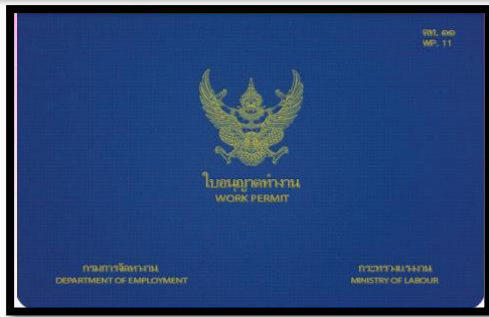 ตท. ๑๑
WP. 11
ใบอนุญาตทำงาน
WORK PERMIT
กรมการจัดหางาน
DEPARTMENT OF EMPLOYMENT
กระทรวงแรงงาน
MINISTRY OF LABOUR